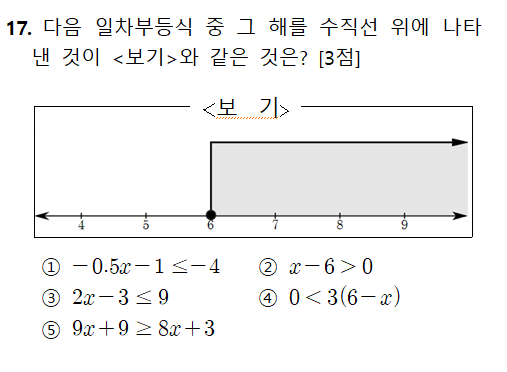 17. 다음 일차부등식 중 그 해를 수직선 위에 나타
낸 것이 <보기>와 같은 것은? [3점]
<보 기>
4 5 6 7 8 9
① −0.5x−1≤−4 ② x−6>0
③ 2x−3≤9 ④ 0<3(6−x)
⑤ 9x+9≥8x+3